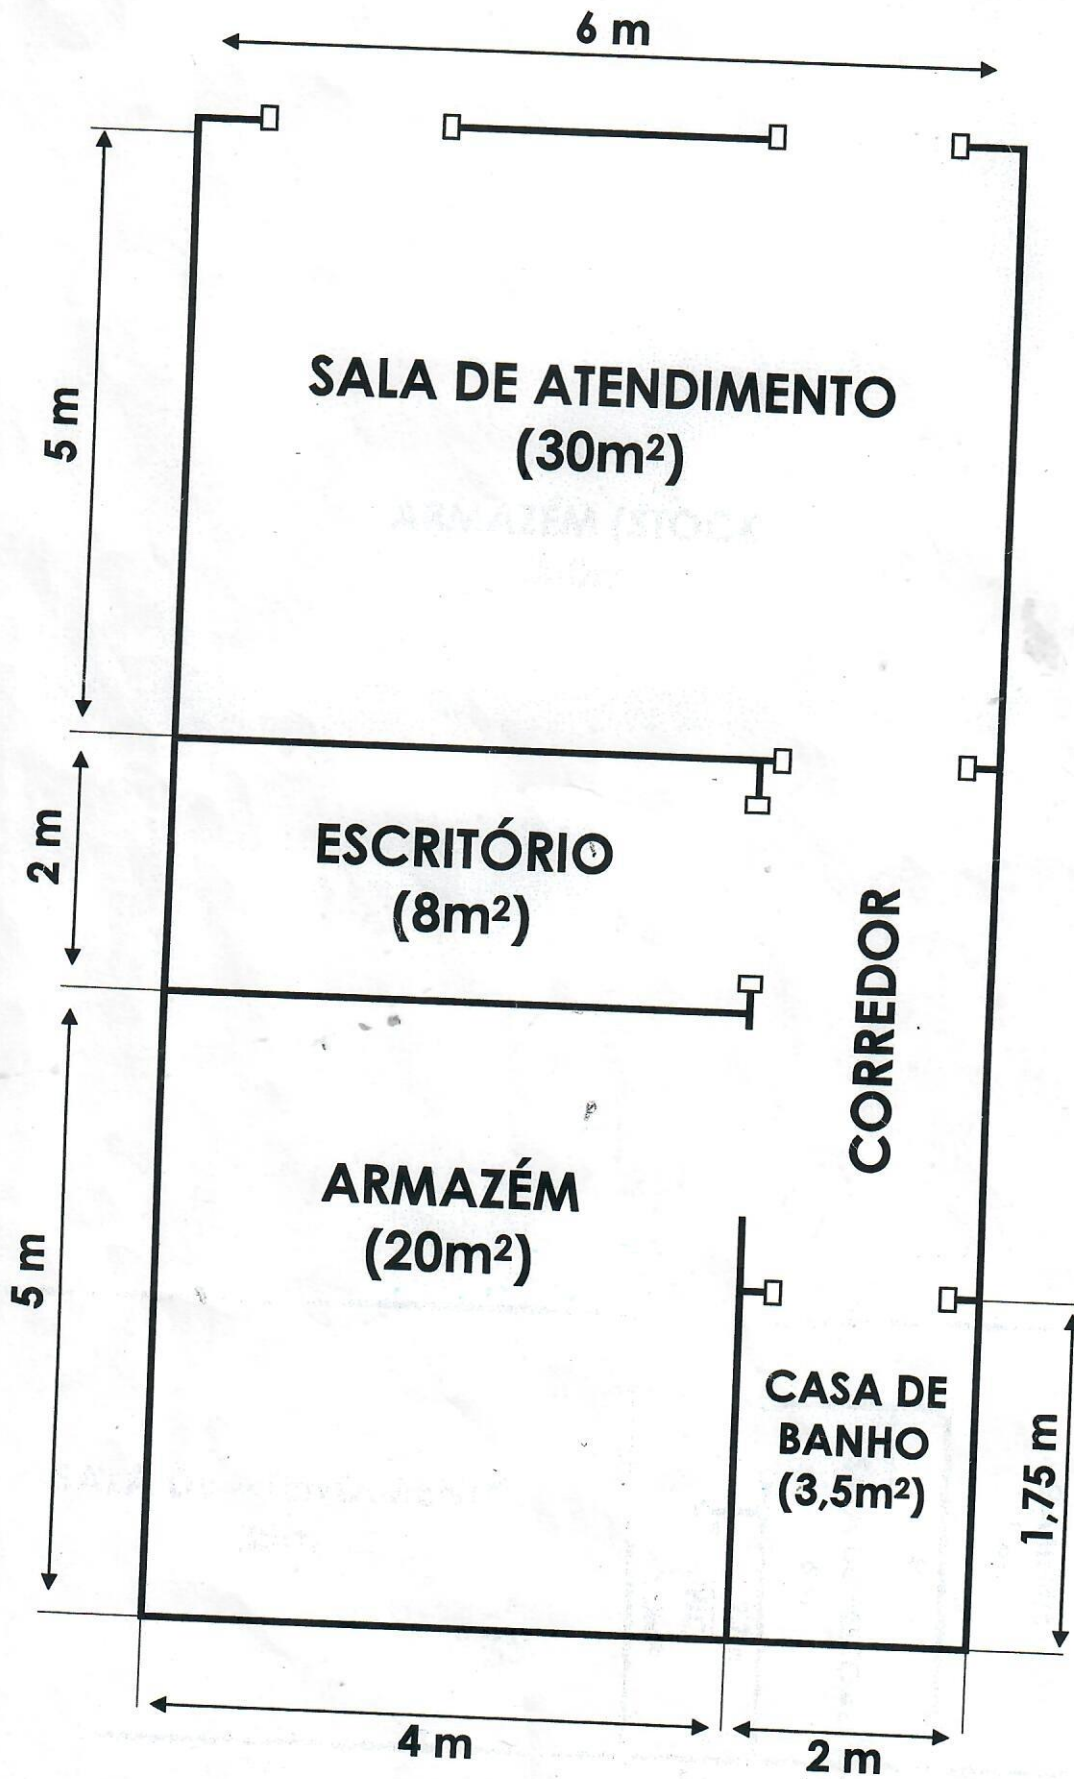 6 m
5 m
SALA DE ATENDIMENTO
(30m²)
2 m
ESCRITÓRIO
(8m²)
CORREDOR
5 m
ARMAZÉM
(20m²)
CASA DE
BANHO
(3,5m²)
1,75 m
4 m
2 m